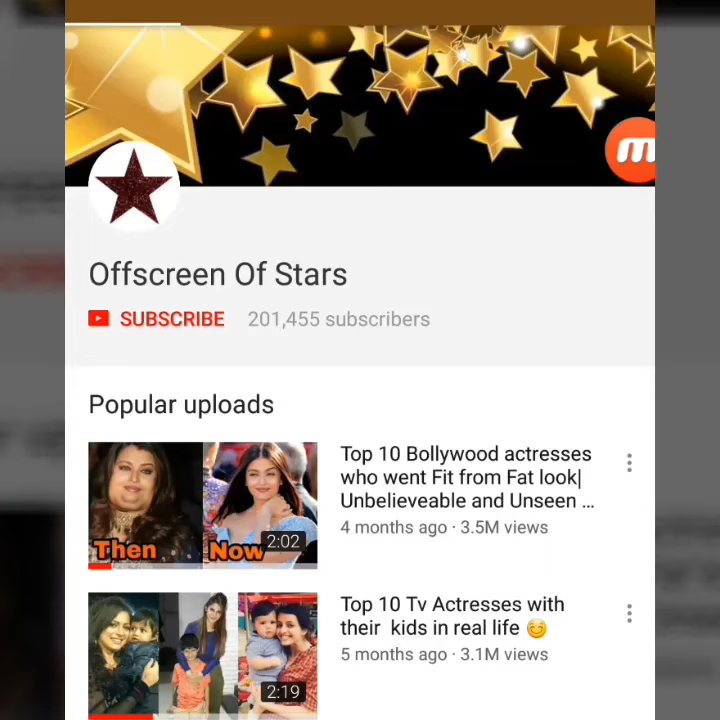 m
Offscreen Of Stars
SUBSCRIBE 201,455 subscribers
Popular uploads
Then
Now
2:02
Top 10 Bollywood actresses
who went Fit from Fat look|
Unbelieveable and Unseen ...
4 months ago · 3.5M views
2:19
Top 10 Tv Actresses with
their kids in real life 😊
5 months ago · 3.1M views